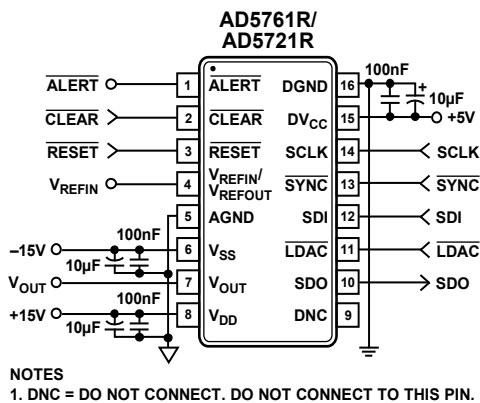 AD5761R/
AD5721R
ALERT 1 ALERT DGND 16 100nF 10µF
CLEAR 2 CLEAR DVCC 15 +5V
RESET 3 RESET SCLK 14 SCLK
VREFIN 4 VREFIN/ VREFOUT SYNC 13 SYNC
5 AGND SDI 12 SDI
–15V 10µF 100nF 6 VSS LDAC 11 LDAC
VOUT 7 VOUT SDO 10 SDO
+15V 10µF 100nF 8 VDD DNC 9
NOTES
1. DNC = DO NOT CONNECT. DO NOT CONNECT TO THIS PIN.